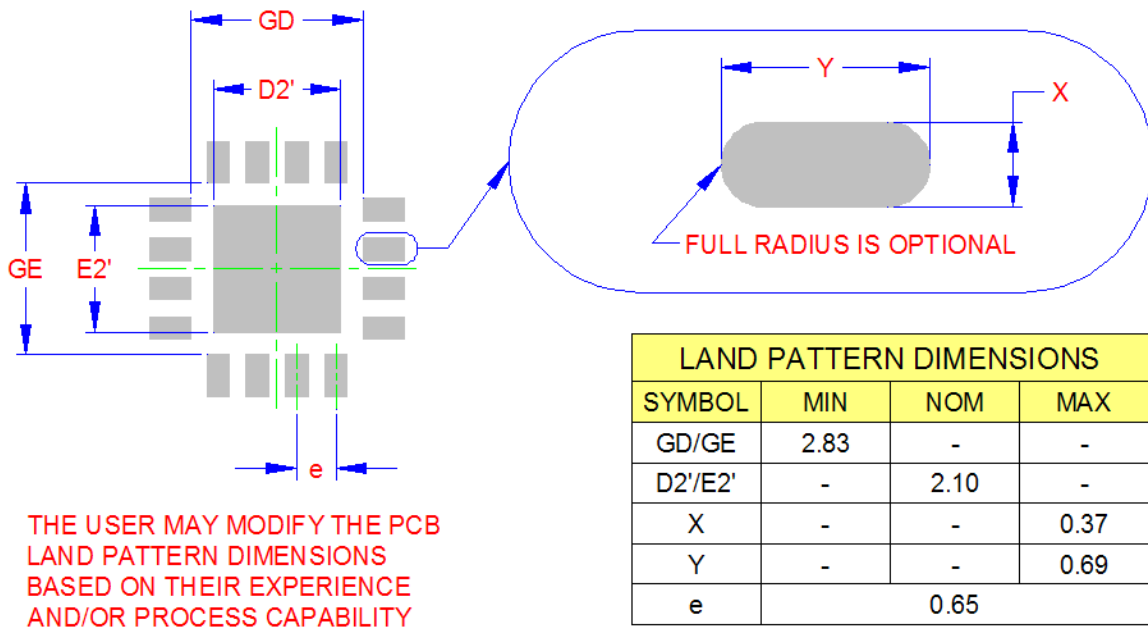 GD
D2'
GE
E2'
e
Y
X
FULL RADIUS IS OPTIONAL
THE USER MAY MODIFY THE PCB
LAND PATTERN DIMENSIONS
BASED ON THEIR EXPERIENCE
AND/OR PROCESS CAPABILITY
LAND PATTERN DIMENSIONS
SYMBOL MIN NOM MAX
GD/GE 2.83 - -
D2'/E2' - 2.10 -
X - - 0.37
Y - - 0.69
e 0.65